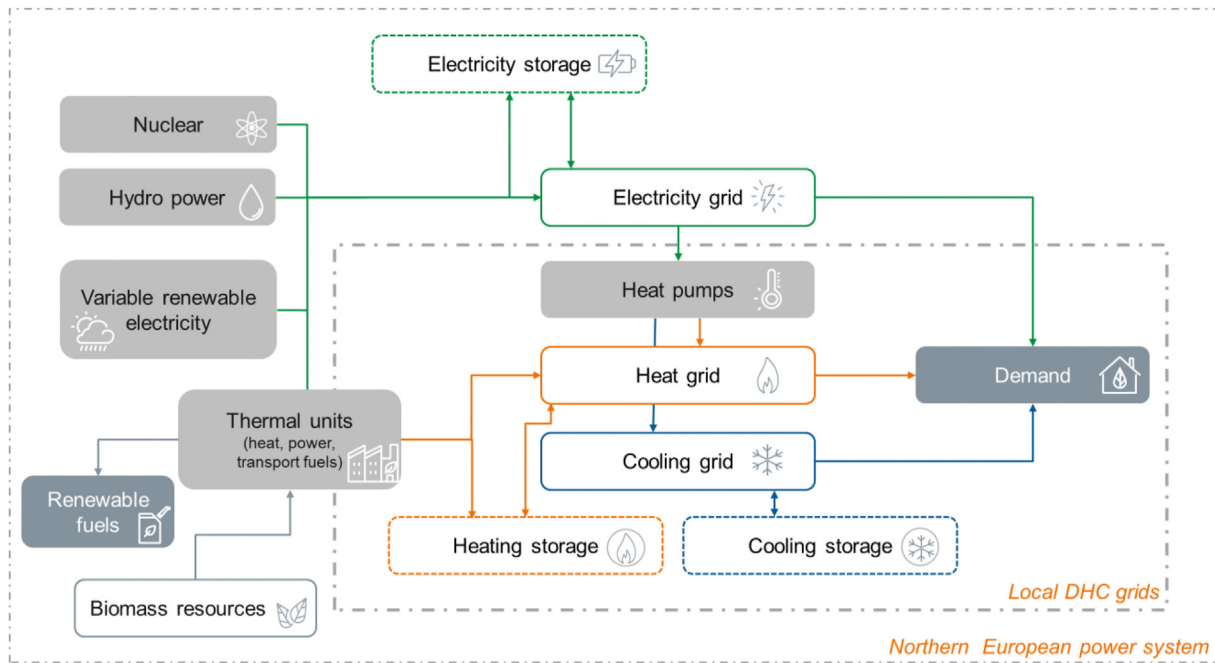 Electricity storage
Nuclear
Hydro power
Electricity grid
Variable renewable
electricity
Heat pumps
Heat grid
Demand
Thermal units
(heat, power,
transport fuels)
Cooling grid
Renewable
fuels
Heating storage
Cooling storage
Biomass resources
Local DHC grids
Northern European power system